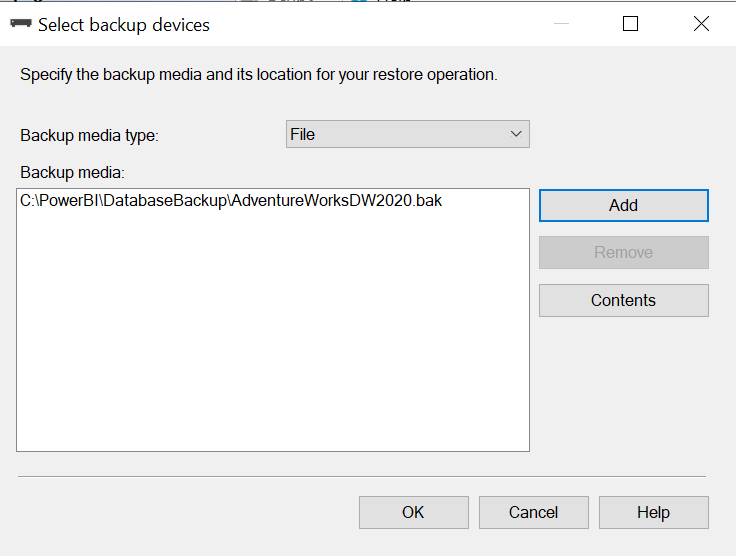 Select backup devices
Specify the backup media and its location for your restore operation.
Backup media type:
File
Backup media:
C:\PowerBI\DatabaseBackup\AdventureWorksDW2020.bak
Add
Remove
Contents
OK
Cancel
Help